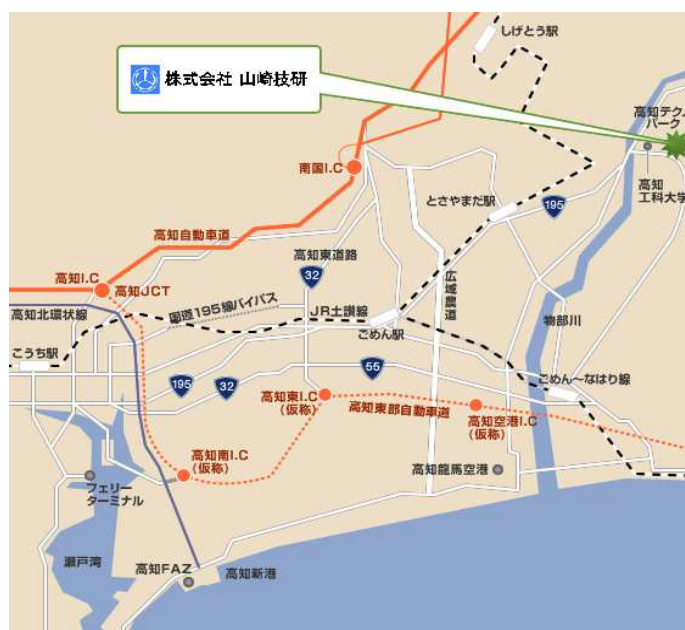 しげとう駅
株式会社 山崎技研
高知テクノ
パーク
高知
工科大学
南国I.C
とさやまだ駅
195
高知自動車道
高知東道路
32
広域農道
高知I.C
高知JCT
国道195線バイパス
JR土讃線
高知北環状線
ごめん駅
物部川
こうち駅
55
195
32
ごめん～なはり線
高知東I.C
(仮称)
高知東部自動車道
高知空港I.C
(仮称)
高知南I.C
(仮称)
高知龍馬空港
フェリー
ターミナル
瀬戸湾
高知FAZ
高知新港